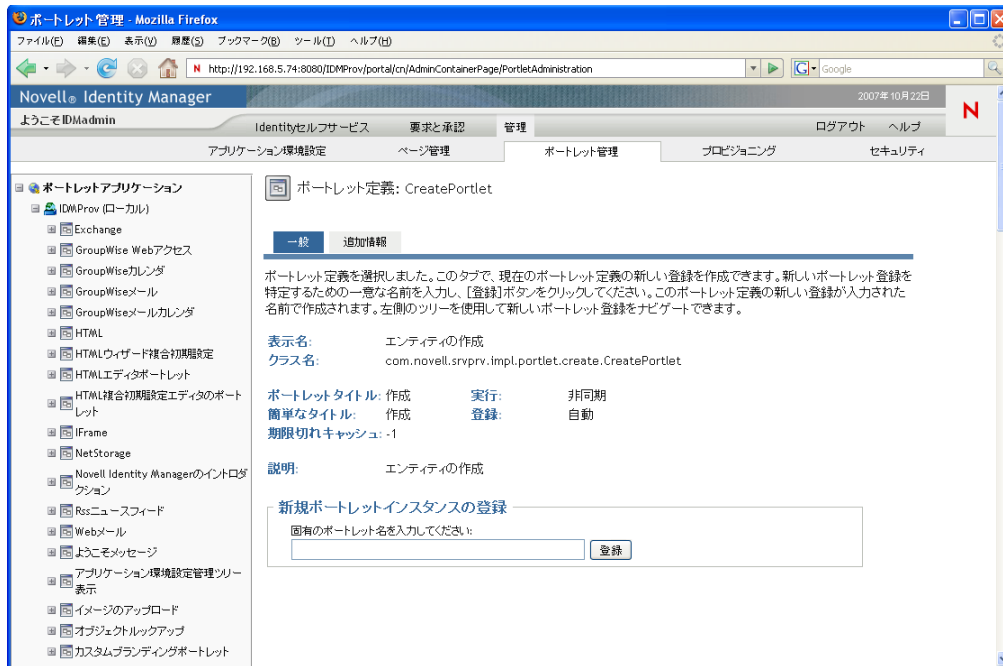 ポートレット管理 - Mozilla Firefox
ファイル(F) 編集(E) 表示(V) 履歴(S) ブックマーク(B) ツール(T) ヘルプ(H)
N http://192.168.5.74:8080/IDMProv/portal/cn/AdminContainerPage/PortletAdministration
G Google
Novell® Identity Manager
2007年10月22日
N
ようこそIDMadmin
Identityセルフサービス 要求と承認 管理
ログアウト ヘルプ
アプリケーション環境設定 ページ管理 ポートレット管理 プロビジョニング セキュリティ
ポートレットアプリケーション
IDMProv (ローカル)
Exchange
GroupWise Webアクセス
GroupWiseカレンダ
GroupWiseメール
GroupWiseメールカレンダ
HTML
HTMLウィザード複合初期設定
HTMLエディタポートレット
HTML複合初期設定エディタのポート
レット
IFrame
NetStorage
Novell Identity Managerのイントロダ
クション
Rssニュースフィード
Webメール
ようこそメッセージ
アプリケーション環境設定管理ツリー
表示
イメージのアップロード
オブジェクトルックアップ
カスタムブランディングポートレット
ポートレット定義: CreatePortlet
一般 追加情報
ポートレット定義を選択しました。このタブで、現在のポートレット定義の新しい登録を作成できます。新しいポートレット登録を
特定するための一意な名前を入力し、[登録]ボタンをクリックしてください。このポートレット定義の新しい登録が入力された
名前で作成されます。左側のツリーを使用して新しいポートレット登録をナビゲートできます。
表示名: エンティティの作成
クラス名: com.novell.srvprv.impl.portlet.create.CreatePortlet
ポートレットタイトル: 作成 実行: 非同期
簡単なタイトル: 作成 登録: 自動
期限切れキャッシュ: -1
説明: エンティティの作成
新規ポートレットインスタンスの登録
固有のポートレット名を入力してください:
登録